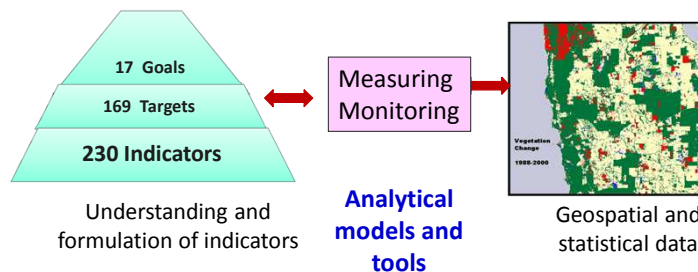 17 Goals
169 Targets
230 Indicators
Understanding and
formulation of indicators
Measuring
Monitoring
Analytical
models and
tools
Vegetation
Change
1988-2000
Geospatial and
statistical data